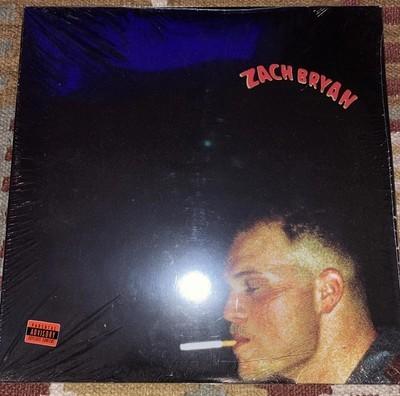 ZACH BRYAN
PARENTAL
ADVISORY
EXPLICIT CONTENT